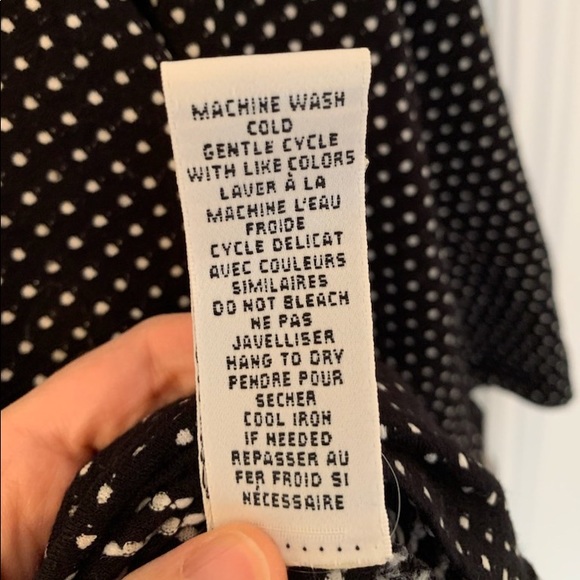 MACHINE WASH
COLD
GENTLE CYCLE
WITH LIKE COLORS
LAVER À LA
MACHINE L'EAU
FROIDE
CYCLE DELICAT
AVEC COULEURS
SIMILAIRES
DO NOT BLEACH
NE PAS
JAVELLISER
HANG TO DRY
PENDRE POUR
SECHER
COOL IRON
IF NEEDED
REPASSER AU
FER FROID SI
NÉCESSAIRE